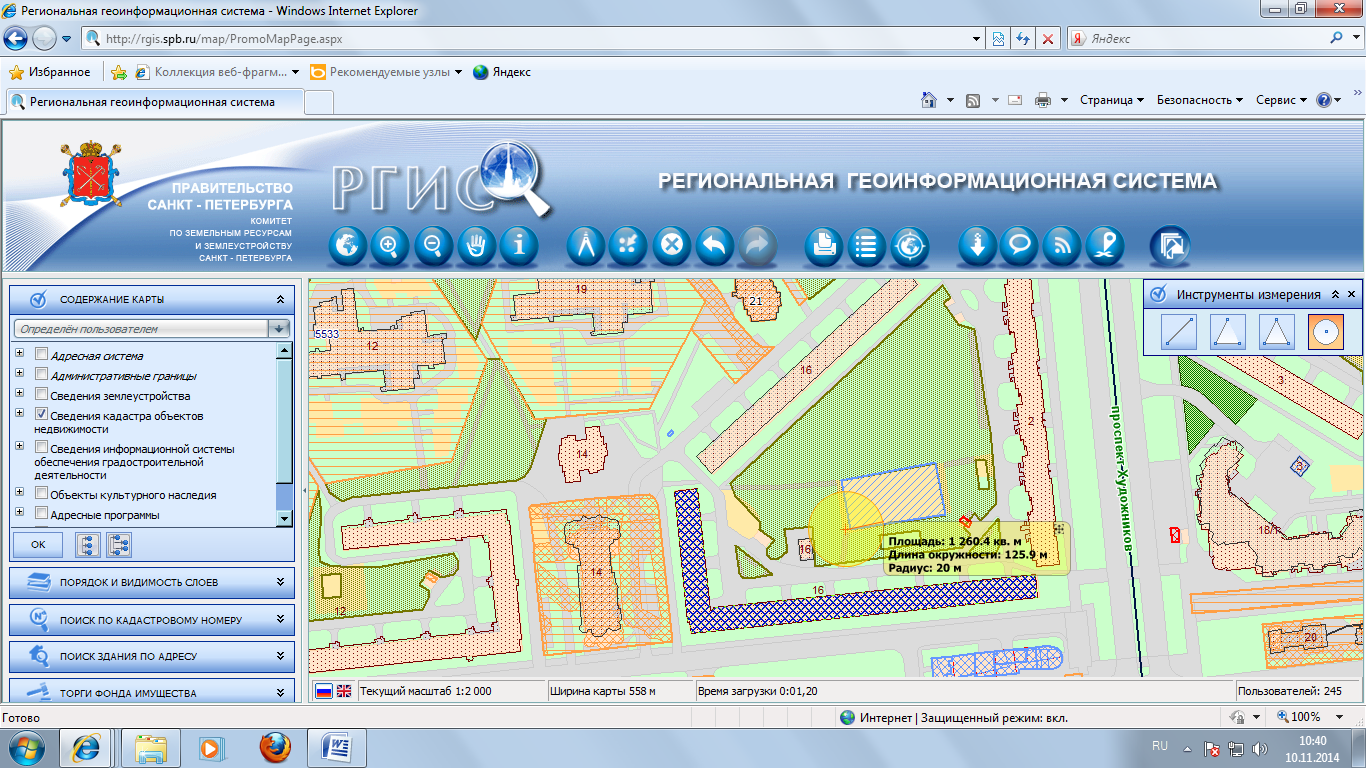 Региональная геоинформационная система - Windows Internet Explorer
http://rgis.spb.ru/map/PromoMapPage.aspx
Яндекс
Избранное
Коллекция веб-фрагм...
Рекомендуемые узлы
Яндекс
Региональная геоинформационная система
Страница
Безопасность
Сервис
ПРАВИТЕЛЬСТВО
САНКТ - ПЕТЕРБУРГА
КОМИТЕТ
ПО ЗЕМЕЛЬНЫМ РЕСУРСАМ
И ЗЕМЛЕУСТРОЙСТВУ
САНКТ - ПЕТЕРБУРГА
РГИС
РЕГИОНАЛЬНАЯ ГЕОИНФОРМАЦИОННАЯ СИСТЕМА
СОДЕРЖАНИЕ КАРТЫ
Определён пользователем
Адресная система
Административные границы
Сведения землеустройства
Сведения кадастра объектов
недвижимости
Сведения информационной системы
обеспечения градостроительной
деятельности
Объекты культурного наследия
Адресные программы
ОК
ПОРЯДОК И ВИДИМОСТЬ СЛОЕВ
ПОИСК ПО КАДАСТРОВОМУ НОМЕРУ
ПОИСК ЗДАНИЯ ПО АДРЕСУ
ТОРГИ ФОНДА ИМУЩЕСТВА
Инструменты измерения
19
21
5533
12
16
3
2
14
проспект Художников
3
18/1
14
16
Площадь: 1 260.4 кв. м
Длина окружности: 125.9 м
Радиус: 20 м
16
12
20
Текущий масштаб 1:2 000
Ширина карты 558 м
Время загрузки 0:01,20
Пользователей: 245
Готово
Интернет | Защищенный режим: вкл.
100%
RU
10:40
10.11.2014